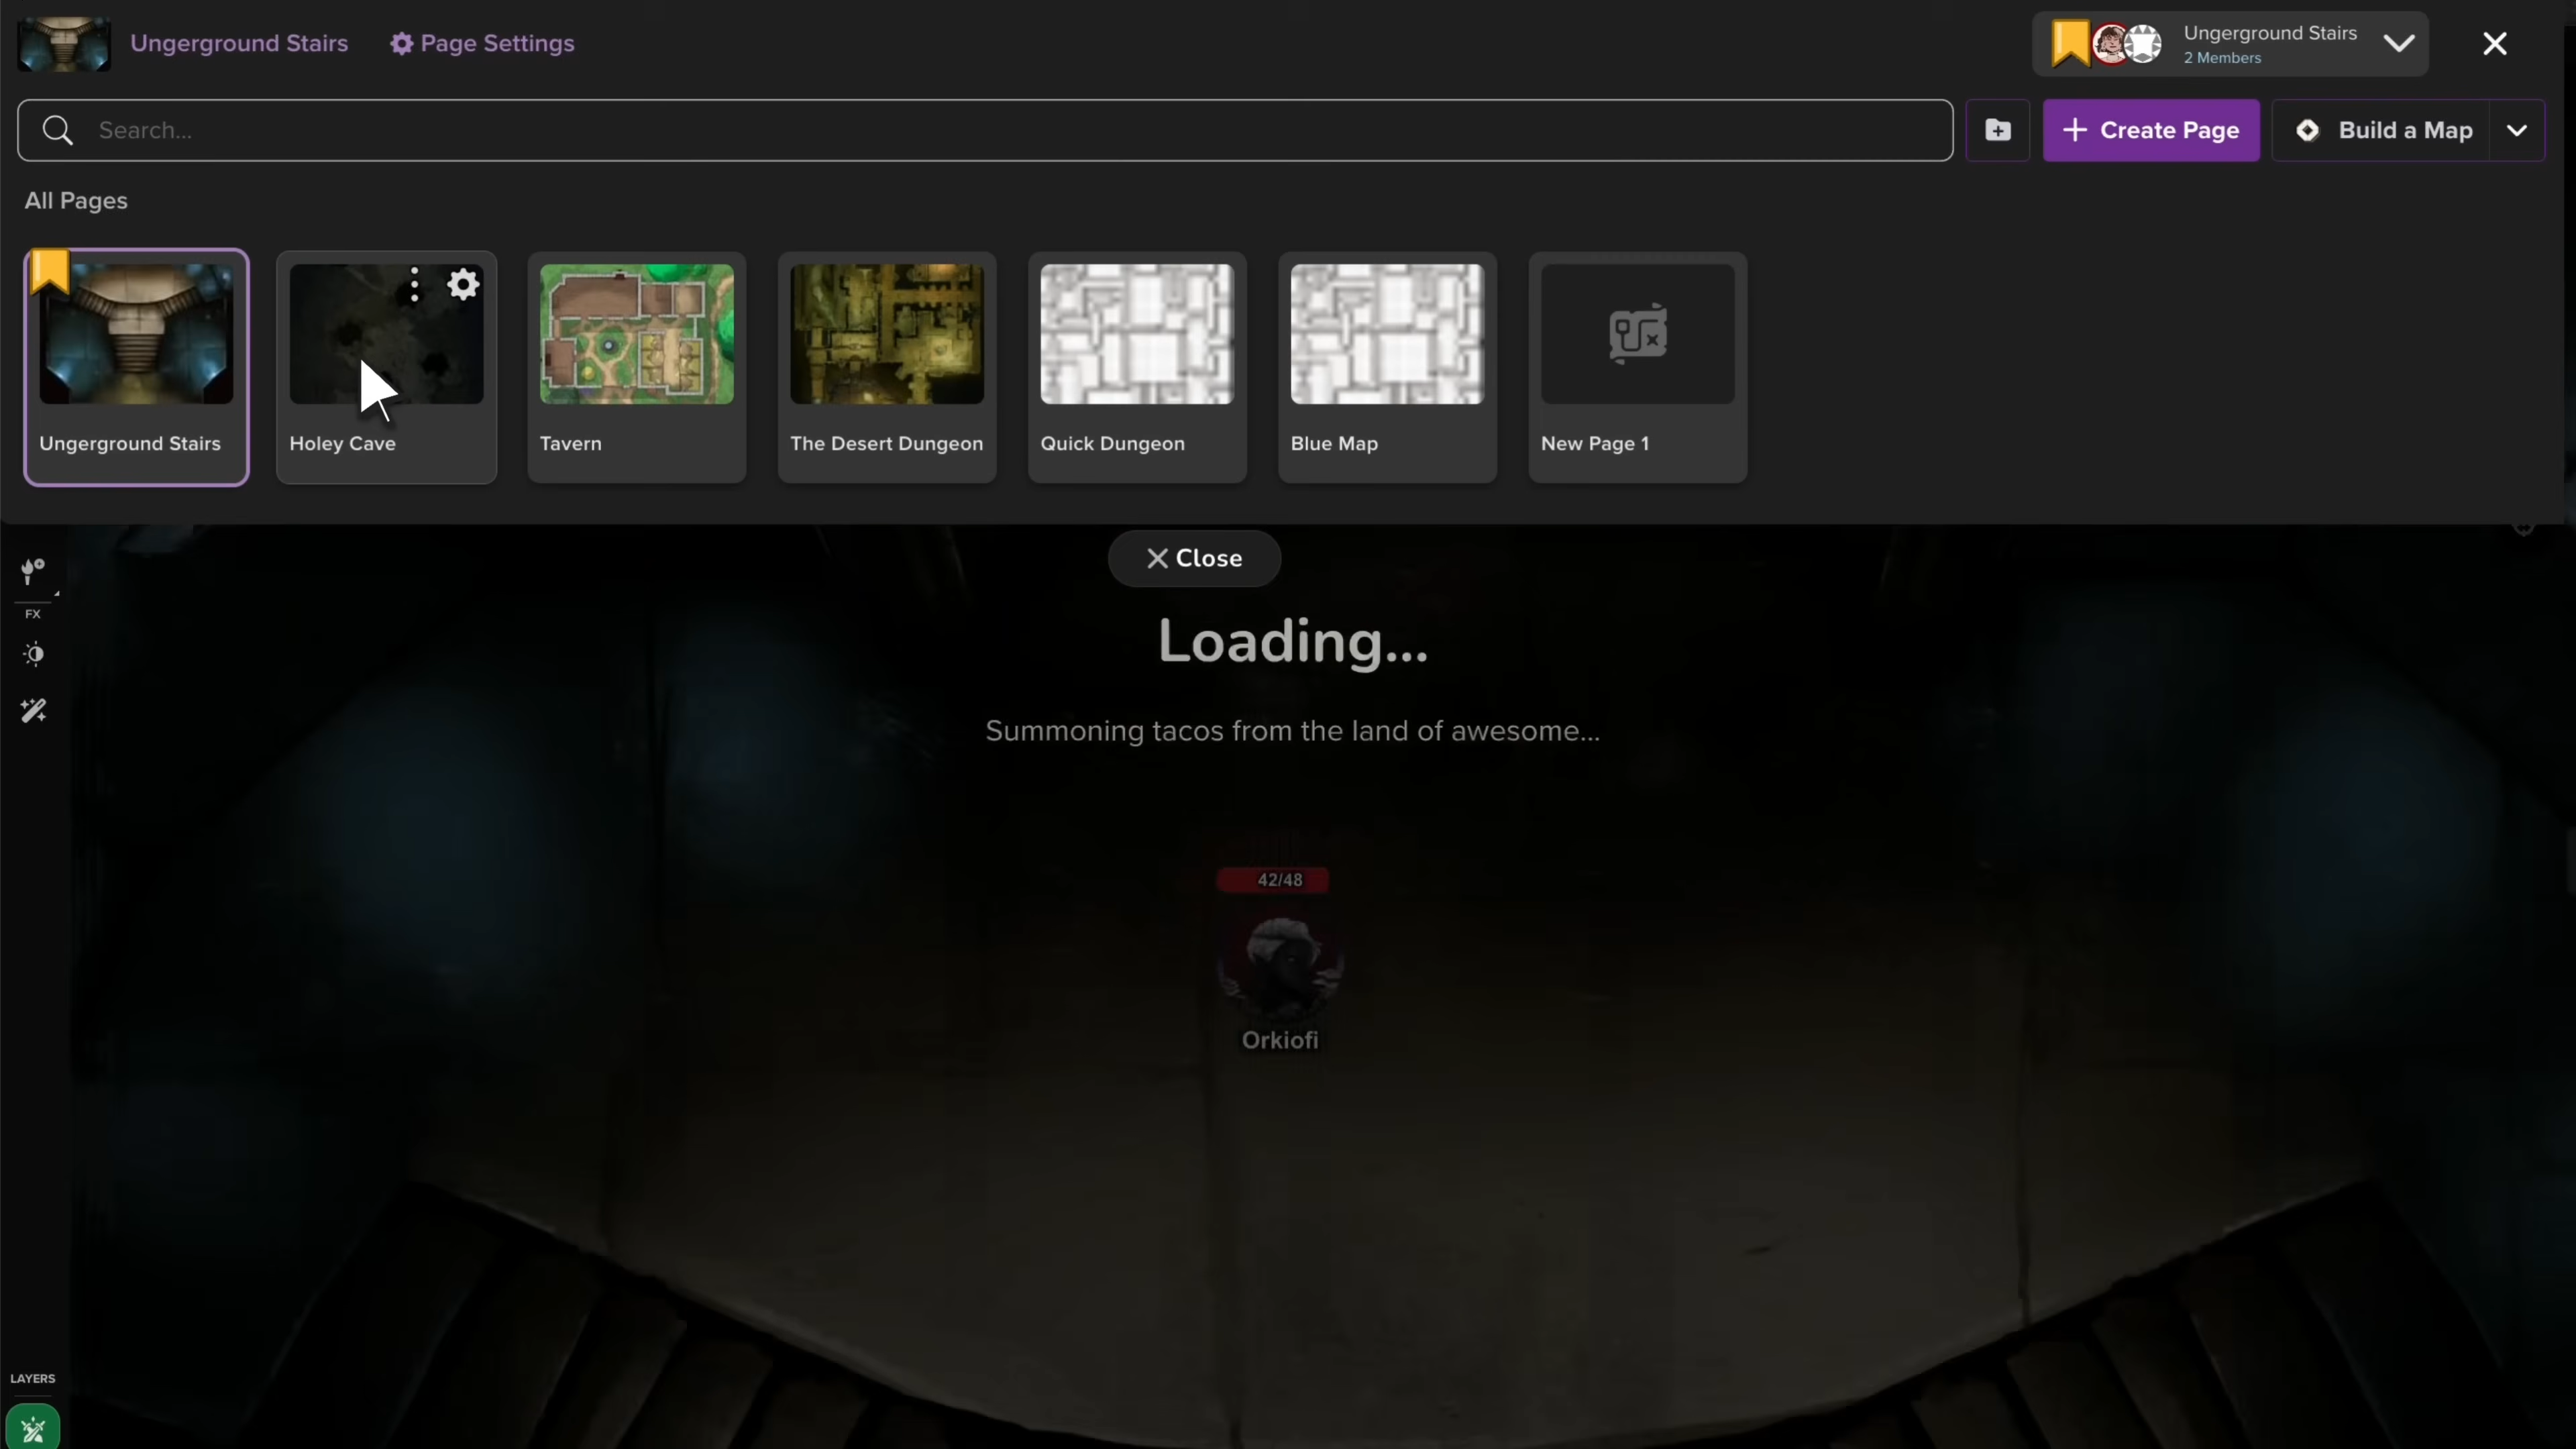 Ungerground Stairs
Page Settings
Ungerground Stairs
2 Members
Search...
Create Page
Build a Map
All Pages
Ungerground Stairs
Holey Cave
Tavern
The Desert Dungeon
Quick Dungeon
Blue Map
New Page 1
Close
FX
Loading...
Summoning tacos from the land of awesome...
42/48
Orkiofi
LAYERS